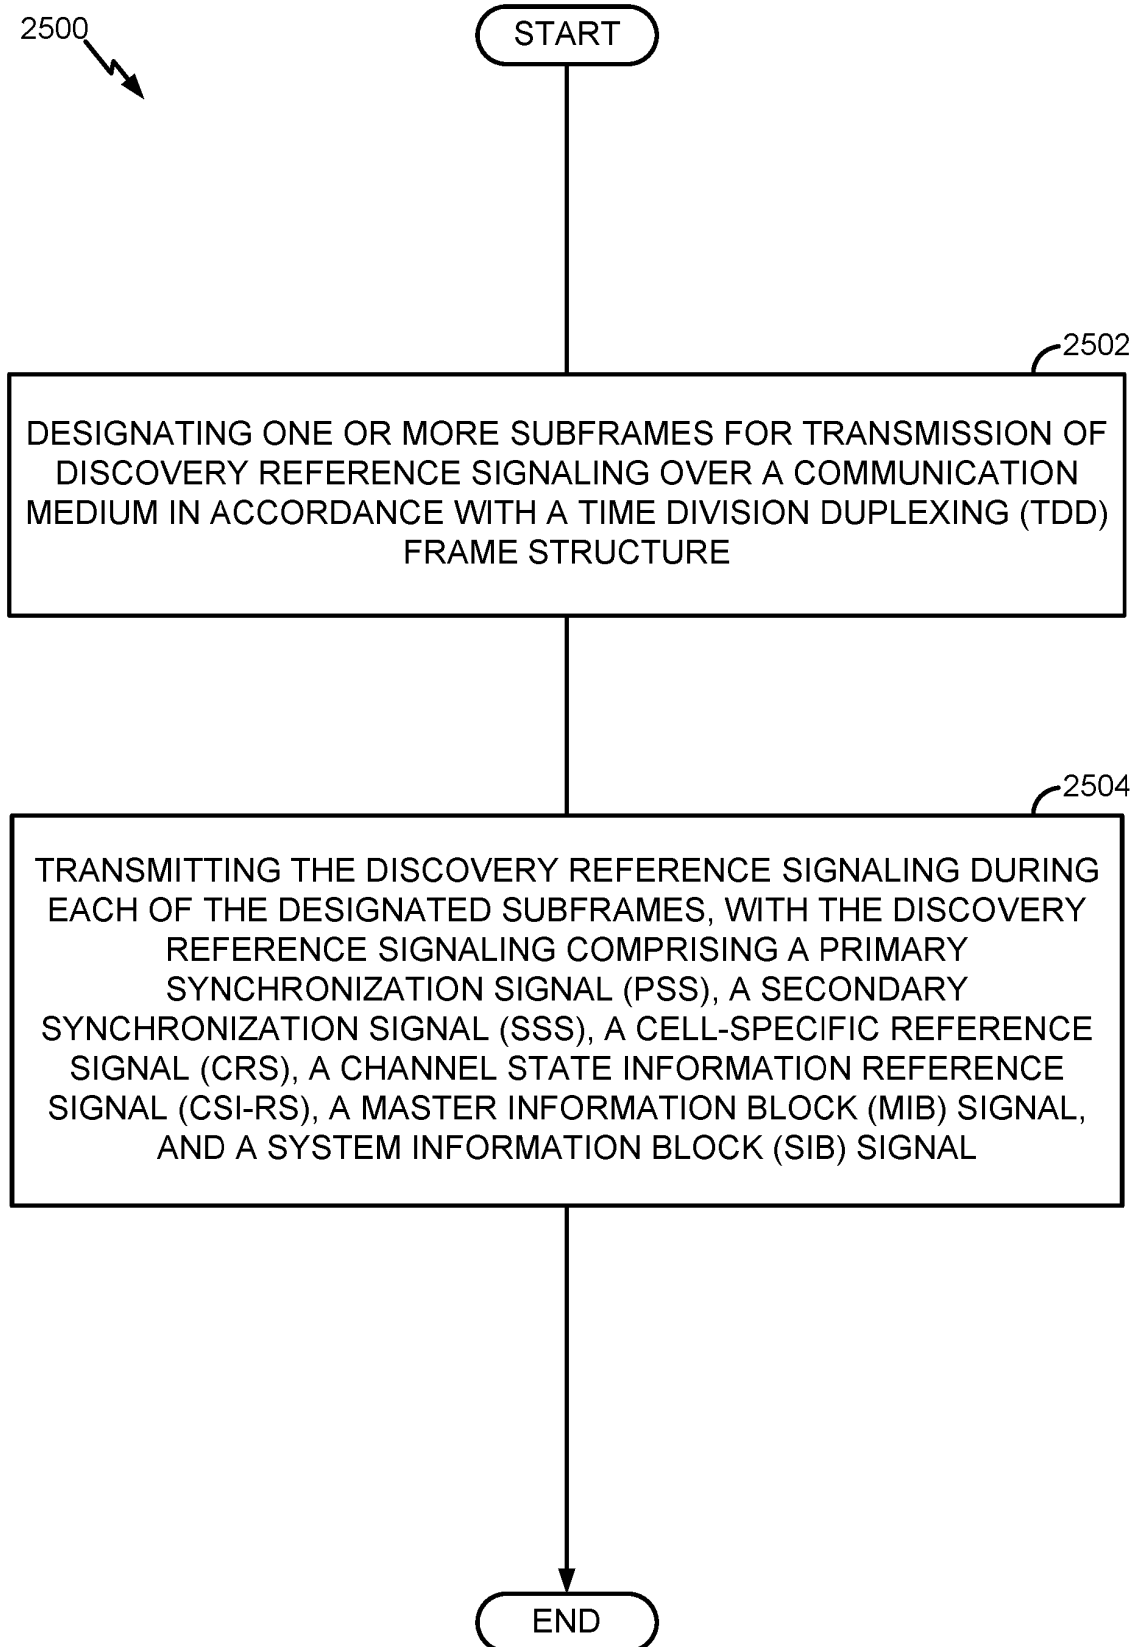 2500
START
2502
DESIGNATING ONE OR MORE SUBFRAMES FOR TRANSMISSION OF
DISCOVERY REFERENCE SIGNALING OVER A COMMUNICATION
MEDIUM IN ACCORDANCE WITH A TIME DIVISION DUPLEXING (TDD)
FRAME STRUCTURE
2504
TRANSMITTING THE DISCOVERY REFERENCE SIGNALING DURING
EACH OF THE DESIGNATED SUBFRAMES, WITH THE DISCOVERY
REFERENCE SIGNALING COMPRISING A PRIMARY
SYNCHRONIZATION SIGNAL (PSS), A SECONDARY
SYNCHRONIZATION SIGNAL (SSS), A CELL-SPECIFIC REFERENCE
SIGNAL (CRS), A CHANNEL STATE INFORMATION REFERENCE
SIGNAL (CSI-RS), A MASTER INFORMATION BLOCK (MIB) SIGNAL,
AND A SYSTEM INFORMATION BLOCK (SIB) SIGNAL
END